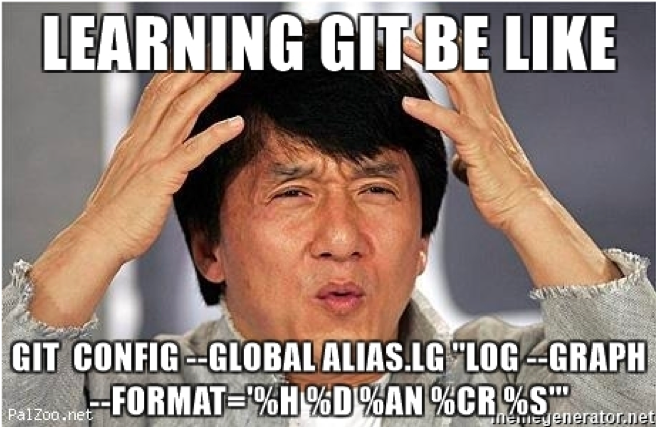 LEARNING GIT BE LIKE
GIT CONFIG --GLOBAL ALIAS.LG "LOG --GRAPH
--FORMAT='%H %D %AN %CR %S'"
PalZoo.net
memegenerator.net